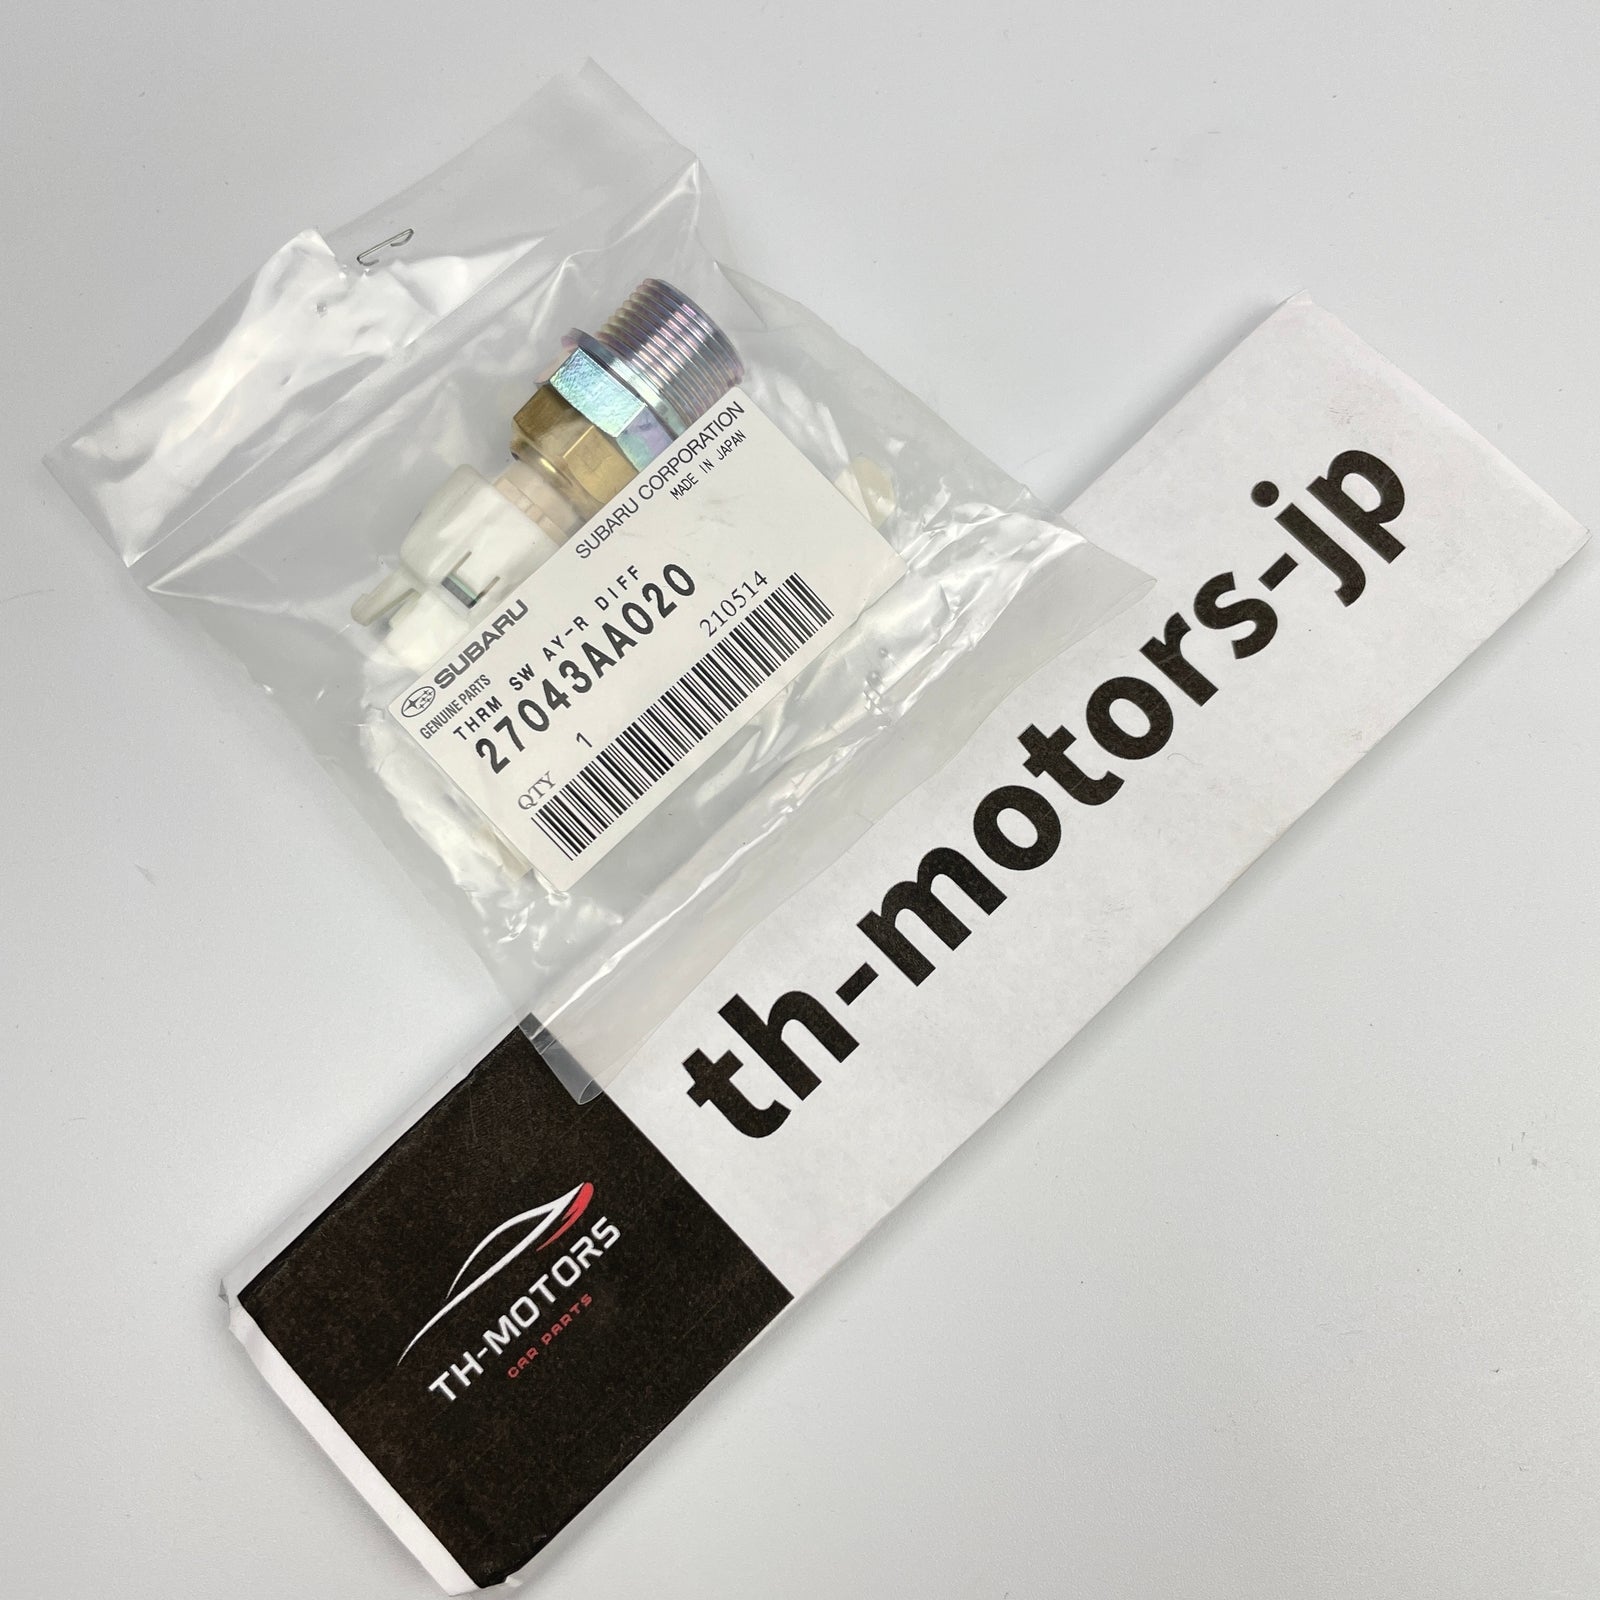 SUBARU
SUBARU CORPORATION
GENUINE PARTS
MADE IN JAPAN
THRM SW AY-R DIFF
27043AA020
QTY 1 210514
th-motors-jp
TH-MOTORS
CAR PARTS